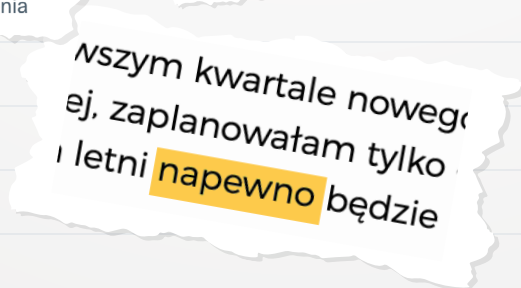 nia
wszym kwartale nowego
ej, zaplanowałam tylko
letni napewno będzie